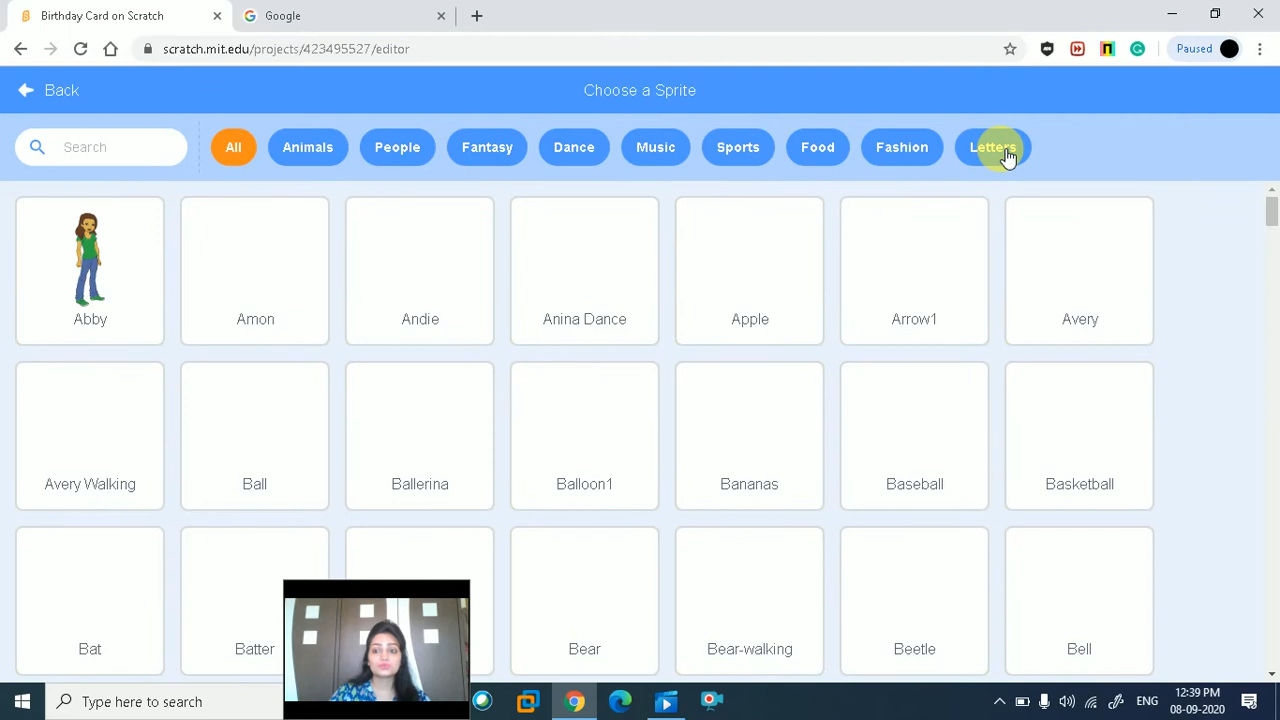 Birthday Card on Scratch
Google
scratch.mit.edu/projects/423495527/editor
Paused
Back
Choose a Sprite
Search
All
Animals
People
Fantasy
Dance
Music
Sports
Food
Fashion
Letters
Abby
Amon
Andie
Anina Dance
Apple
Arrow1
Avery
Avery Walking
Ball
Ballerina
Balloon1
Bananas
Baseball
Basketball
Bat
Batter
Bear
Bear-walking
Beetle
Bell
Type here to search
ENG
12:39 PM
08-09-2020